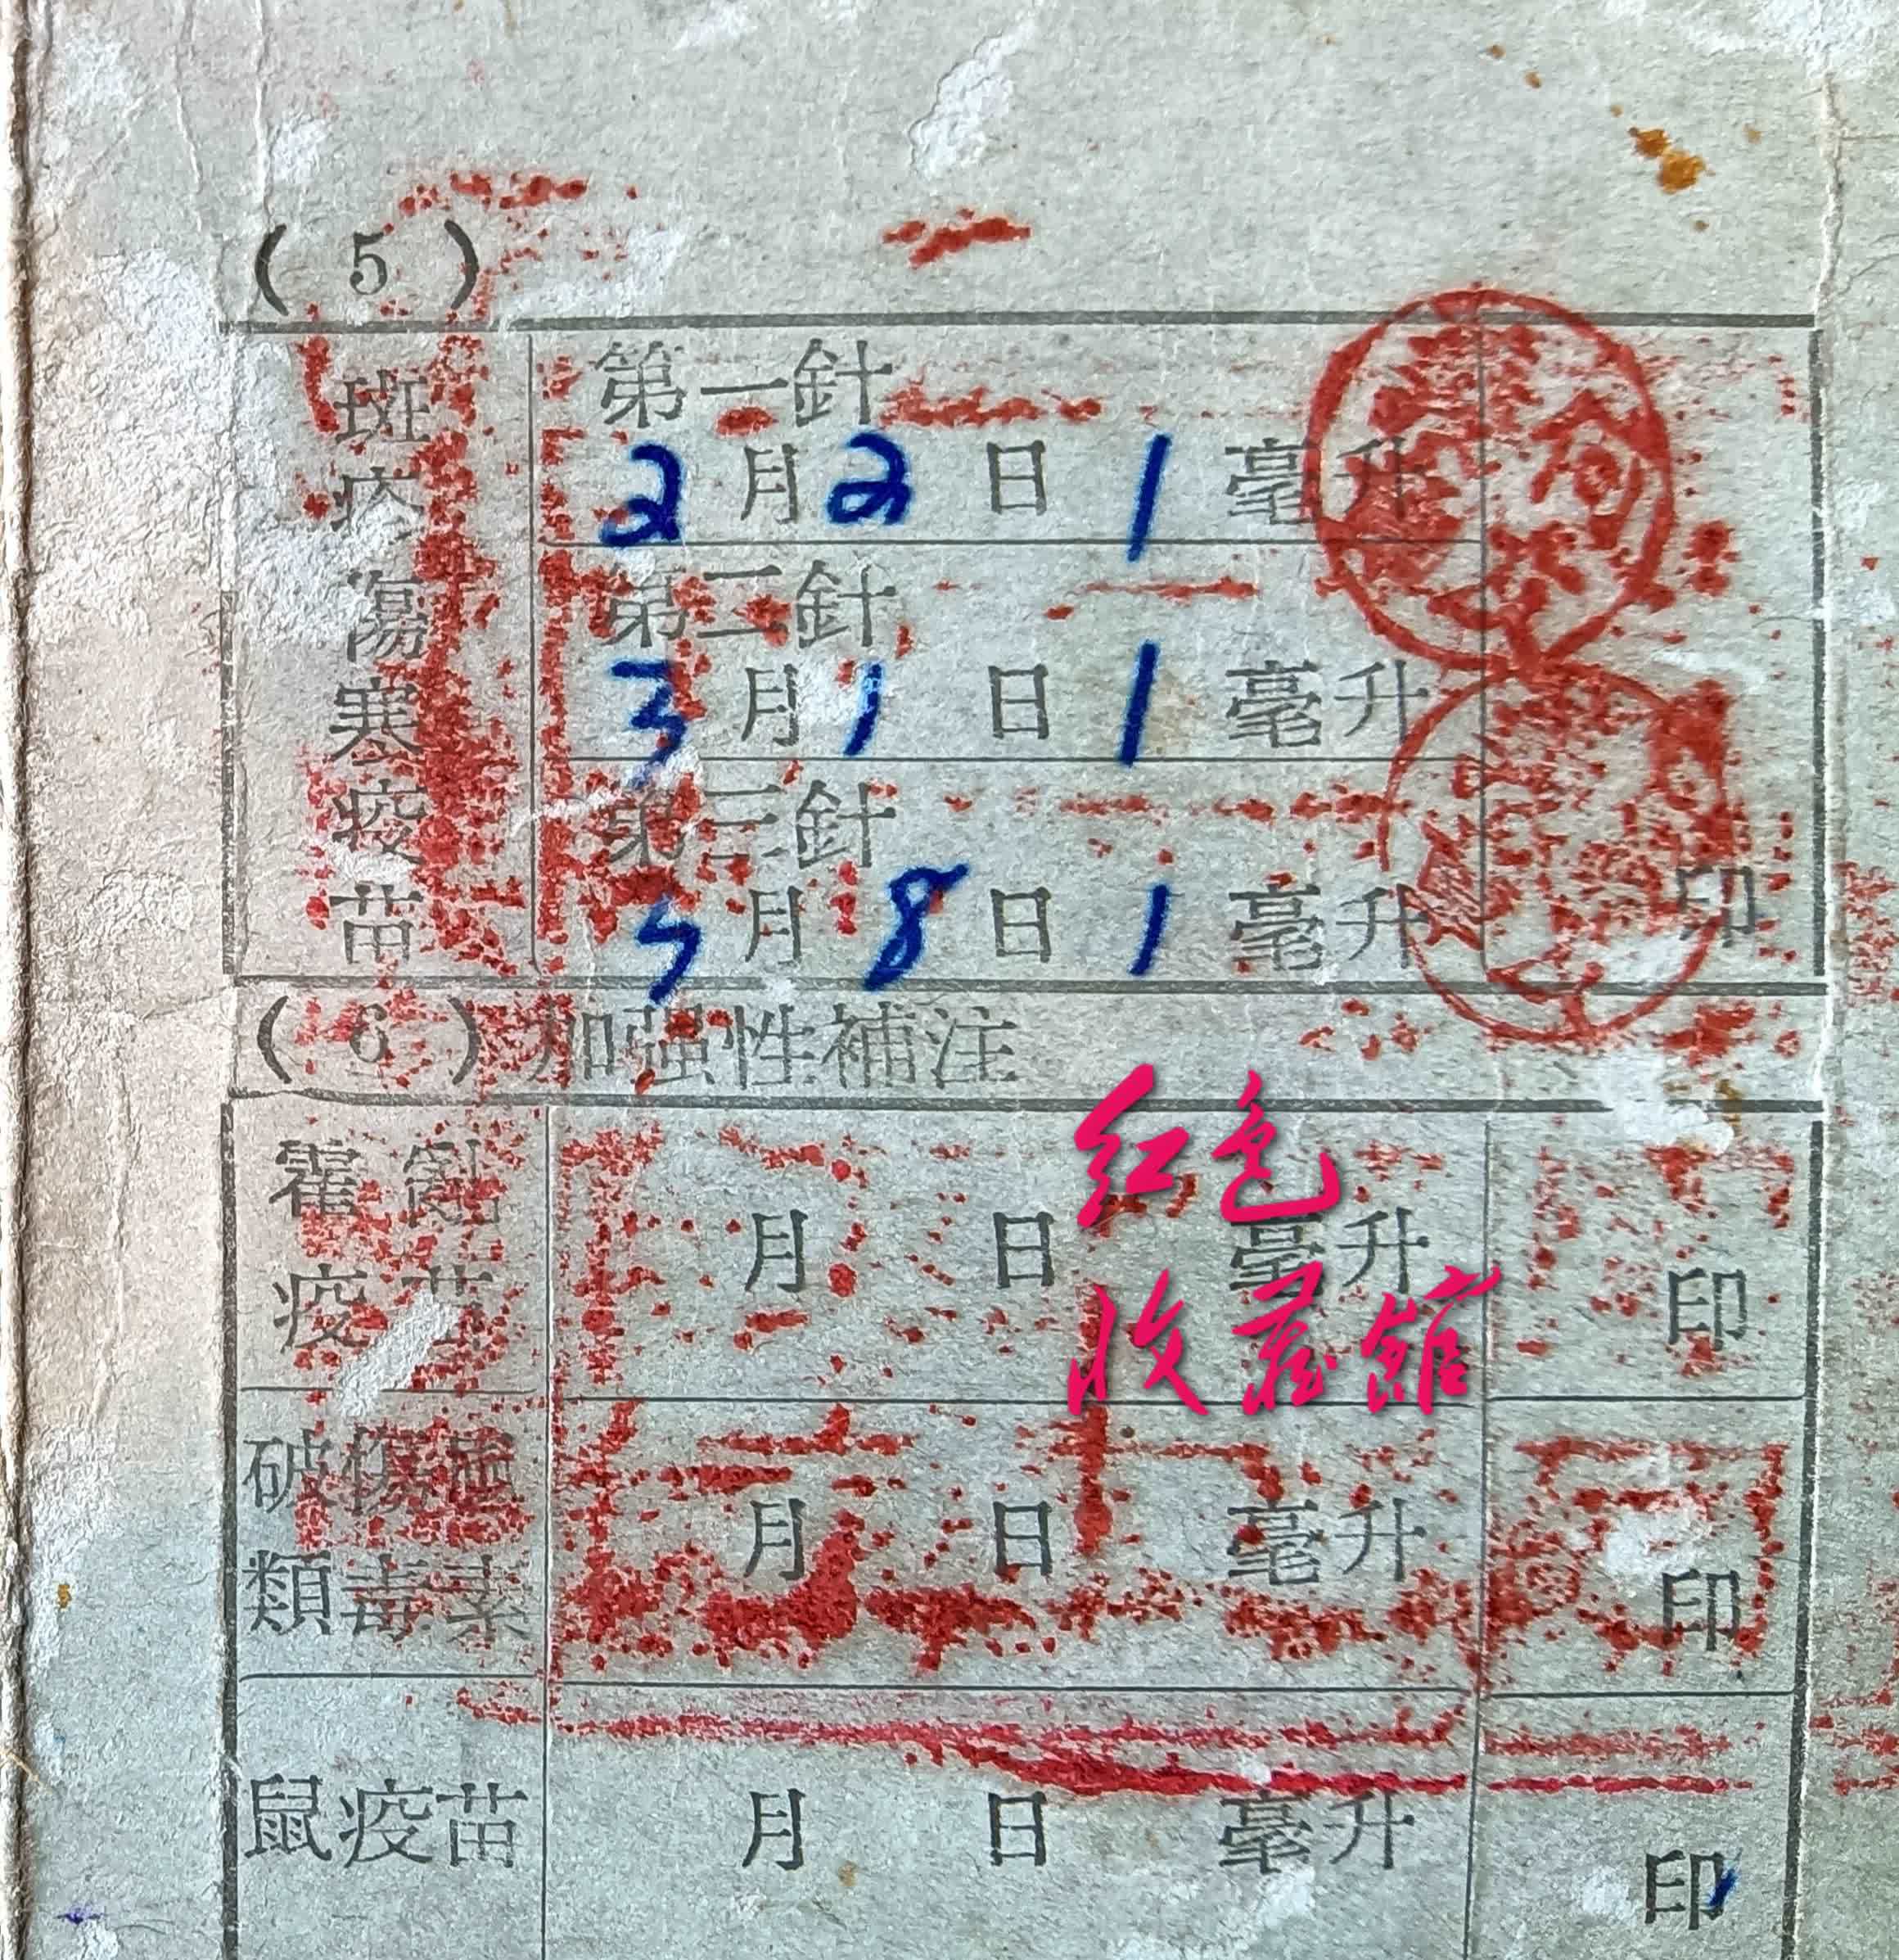 ( 5 )
斑疹傷寒疫苗
第一針
2月2日1毫升
第二針
3月1日1毫升
第三針
月8日1毫升
印
( 6 ) 加强性補注
霍乱疫苗
月 日 毫升 印
破傷風類毒素
月 日 毫升 印
鼠疫苗
月 日 毫升 印
红色
收藏館